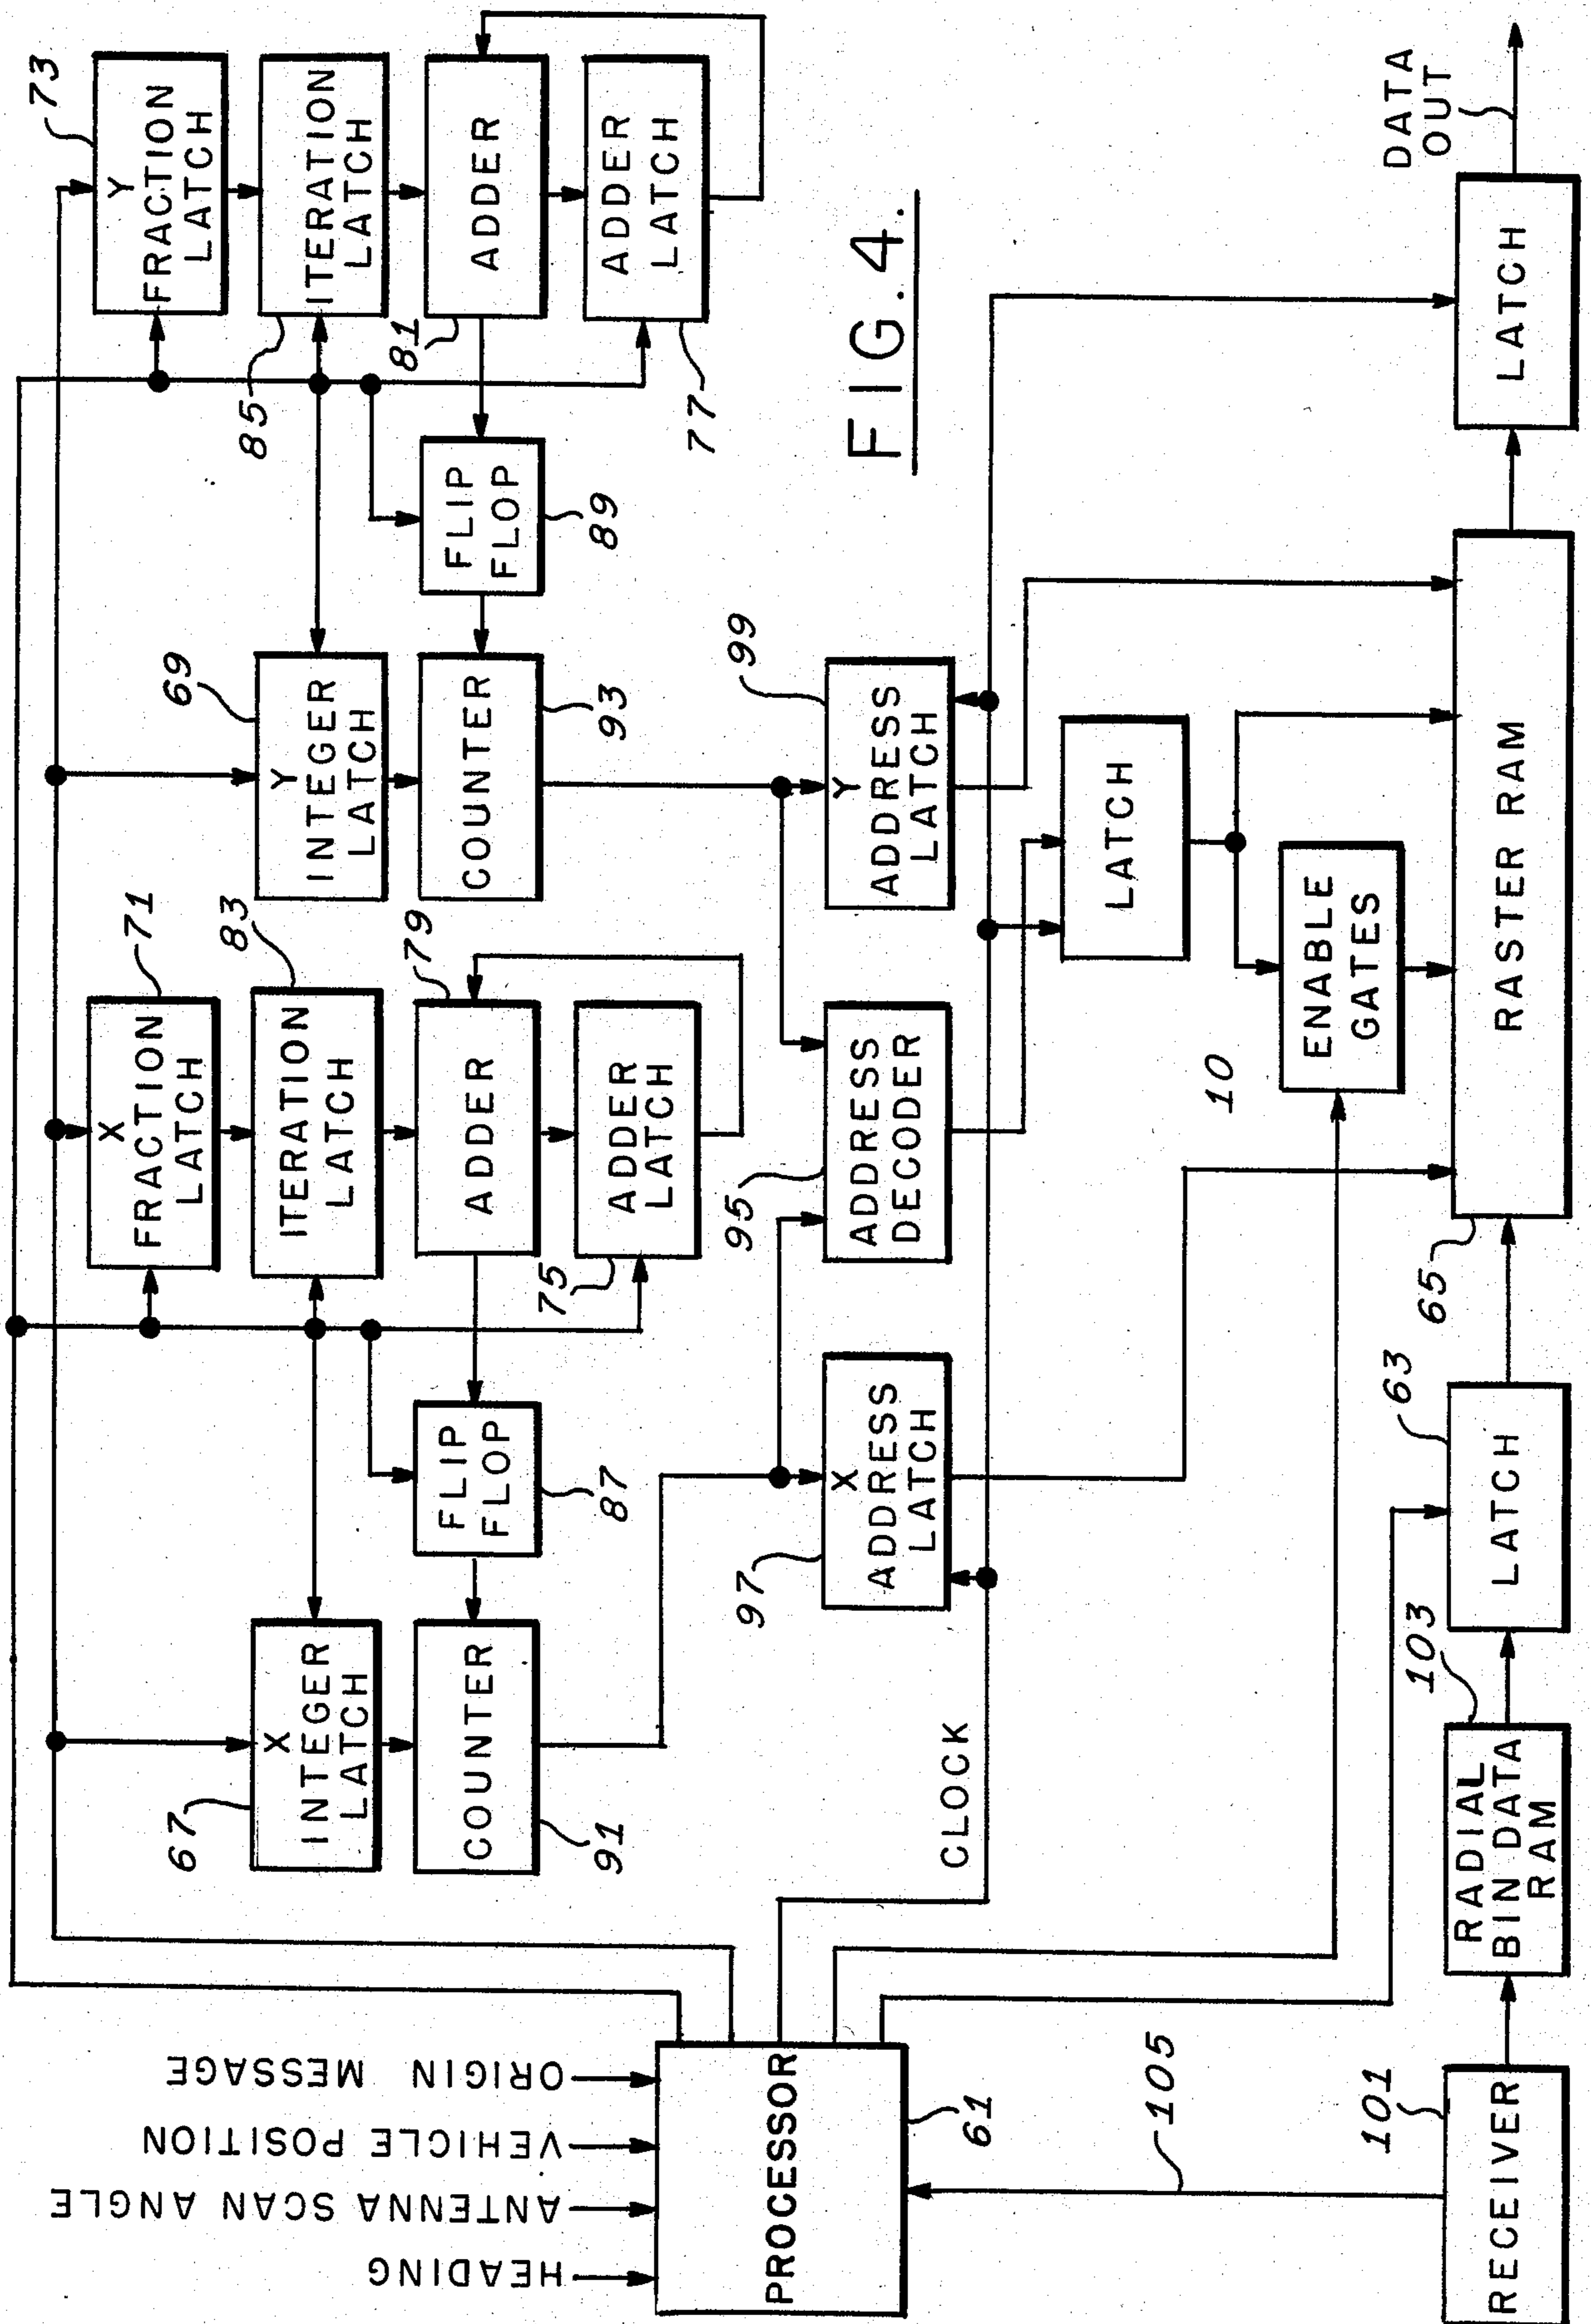 73
Y
FRACTION
LATCH
85
ITERATION
LATCH
81
ADDER
ADDER
LATCH
77
FLIP
FLOP
89
69
Y
INTEGER
LATCH
COUNTER
93
71
X
FRACTION
LATCH
83
ITERATION
LATCH
79
ADDER
75
ADDER
LATCH
FLIP
FLOP
87
67
X
INTEGER
LATCH
COUNTER
91
FIG. 4.
99
Y
ADDRESS
LATCH
95
ADDRESS
DECODER
97
X
ADDRESS
LATCH
CLOCK
LATCH
10
ENABLE
GATES
ORIGIN MESSAGE
VEHICLE POSITION
ANTENNA SCAN ANGLE
HEADING
PROCESSOR
61
105
101
RECEIVER
RADIAL
BIN DATA
RAM
103
LATCH
63
65
RASTER RAM
LATCH
DATA
OUT